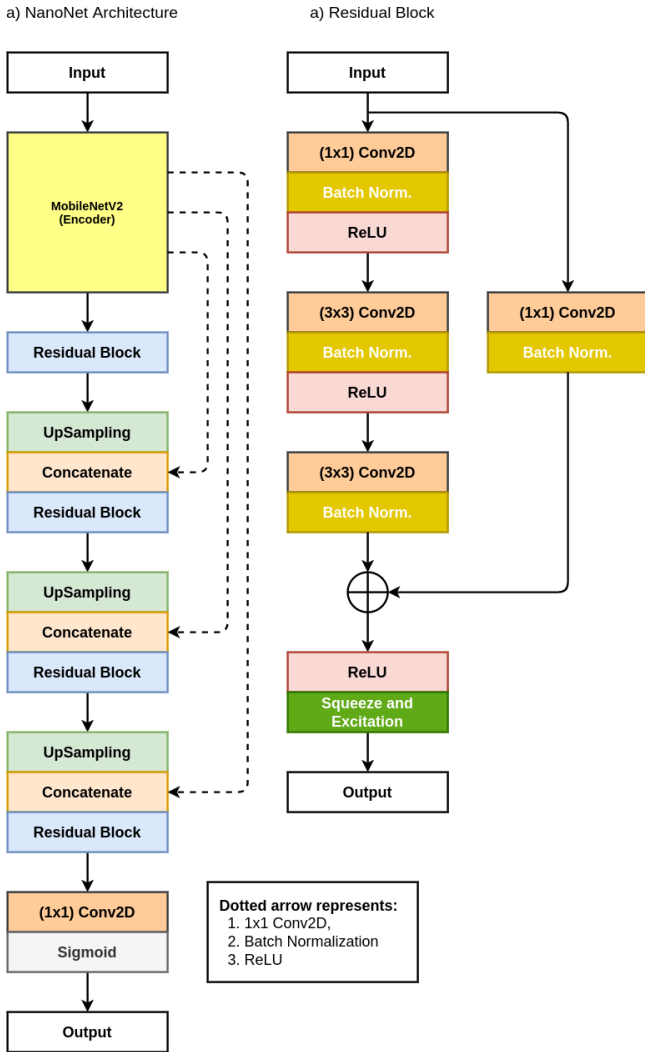 a) NanoNet Architecture
Input
MobileNetV2
(Encoder)
Residual Block
UpSampling
Concatenate
Residual Block
UpSampling
Concatenate
Residual Block
UpSampling
Concatenate
Residual Block
(1x1) Conv2D
Sigmoid
Output
a) Residual Block
Input
(1x1) Conv2D
Batch Norm.
ReLU
(3x3) Conv2D
Batch Norm.
ReLU
(3x3) Conv2D
Batch Norm.
(1x1) Conv2D
Batch Norm.
ReLU
Squeeze and
Excitation
Output
Dotted arrow represents:
1. 1x1 Conv2D,
2. Batch Normalization
3. ReLU